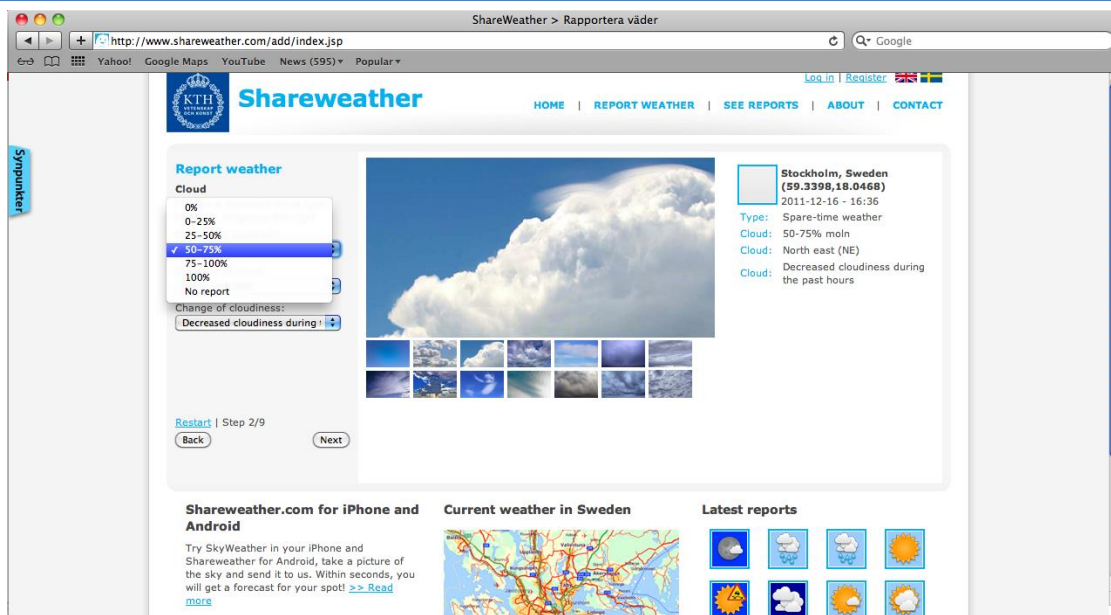 ShareWeather > Rapportera väder
http://www.shareweather.com/add/index.jsp
Google
Yahoo! Google Maps YouTube News (595) Popular
KTH
VETENSKAP
OCH KONST
Shareweather
Log in | Register
HOME | REPORT WEATHER | SEE REPORTS | ABOUT | CONTACT
Synpunkter
Report weather
Cloud
0%
0-25%
25-50%
✓ 50-75%
75-100%
100%
No report
Change of cloudiness:
Decreased cloudiness during
Restart | Step 2/9
Back Next
Stockholm, Sweden
(59.3398,18.0468)
2011-12-16 - 16:36
Type: Spare-time weather
Cloud: 50-75% moln
Cloud: North east (NE)
Cloud: Decreased cloudiness during
the past hours
Shareweather.com for iPhone and
Android
Try SkyWeather in your iPhone and
Shareweather for Android, take a picture of
the sky and send it to us. Within seconds, you
will get a forecast for your spot! >> Read
more
Current weather in Sweden
Latest reports